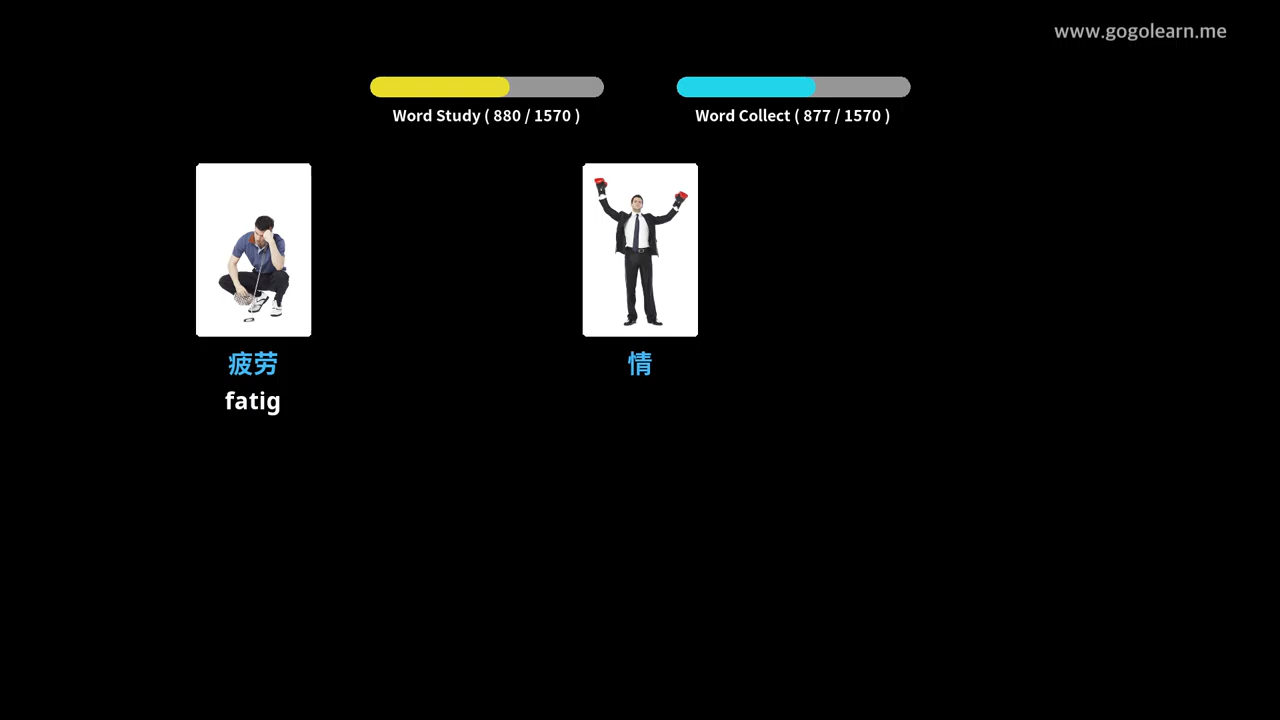 www.gogolearn.me
Word Study ( 880 / 1570 )
Word Collect ( 877 / 1570 )
疲劳
情
fatig